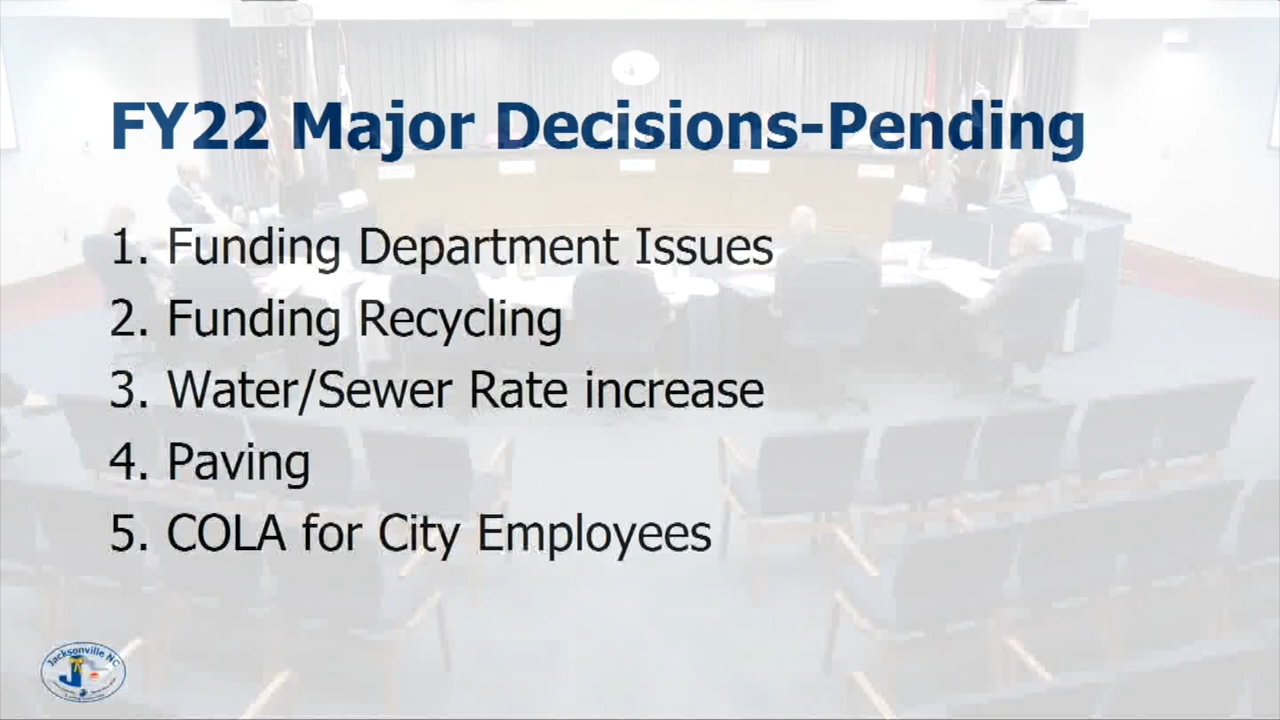 FY22 Major Decisions-Pending
1. Funding Department Issues
2. Funding Recycling
3. Water/Sewer Rate increase
4. Paving
5. COLA for City Employees
Jacksonville NC
J